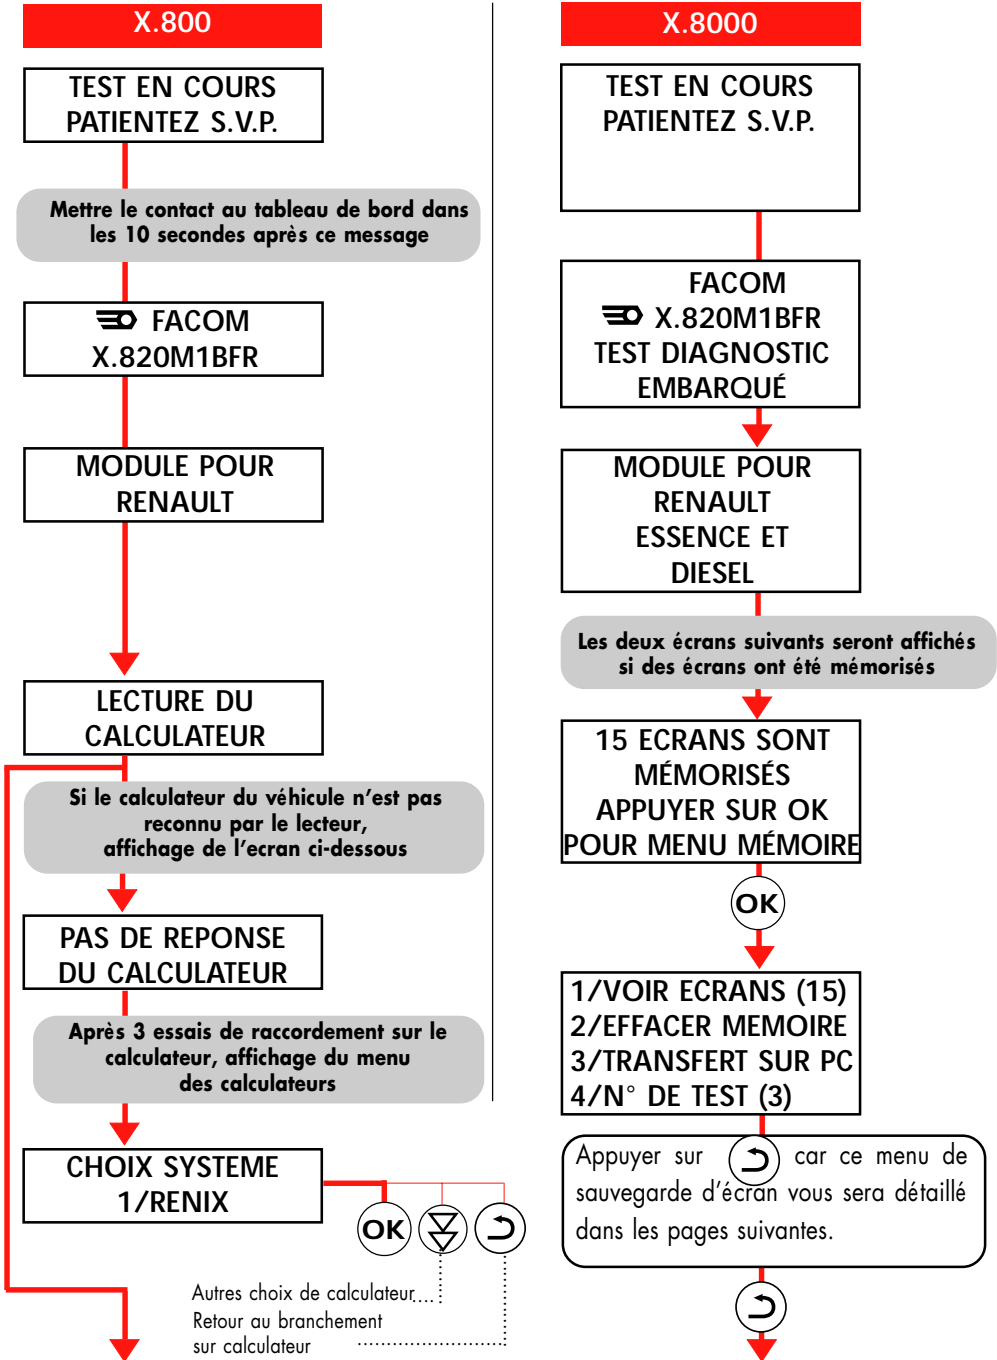 X.800
TEST EN COURS
PATIENTEZ S.V.P.
Mettre le contact au tableau de bord dans
les 10 secondes après ce message
FACOM
X.820M1BFR
MODULE POUR
RENAULT
LECTURE DU
CALCULATEUR
Si le calculateur du véhicule n'est pas
reconnu par le lecteur,
affichage de l'ecran ci-dessous
PAS DE REPONSE
DU CALCULATEUR
Après 3 essais de raccordement sur le
calculateur, affichage du menu
des calculateurs
CHOIX SYSTEME
1/RENIX
OK
Autres choix de calculateur....
Retour au branchement
sur calculateur
X.8000
TEST EN COURS
PATIENTEZ S.V.P.
FACOM
X.820M1BFR
TEST DIAGNOSTIC
EMBARQUÉ
MODULE POUR
RENAULT
ESSENCE ET
DIESEL
Les deux écrans suivants seront affichés
si des écrans ont été mémorisés
15 ECRANS SONT
MÉMORISÉS
APPUYER SUR OK
POUR MENU MÉMOIRE
OK
1/VOIR ECRANS (15)
2/EFFACER MEMOIRE
3/TRANSFERT SUR PC
4/N° DE TEST (3)
Appuyer sur car ce menu de
sauvegarde d'écran vous sera détaillé
dans les pages suivantes.